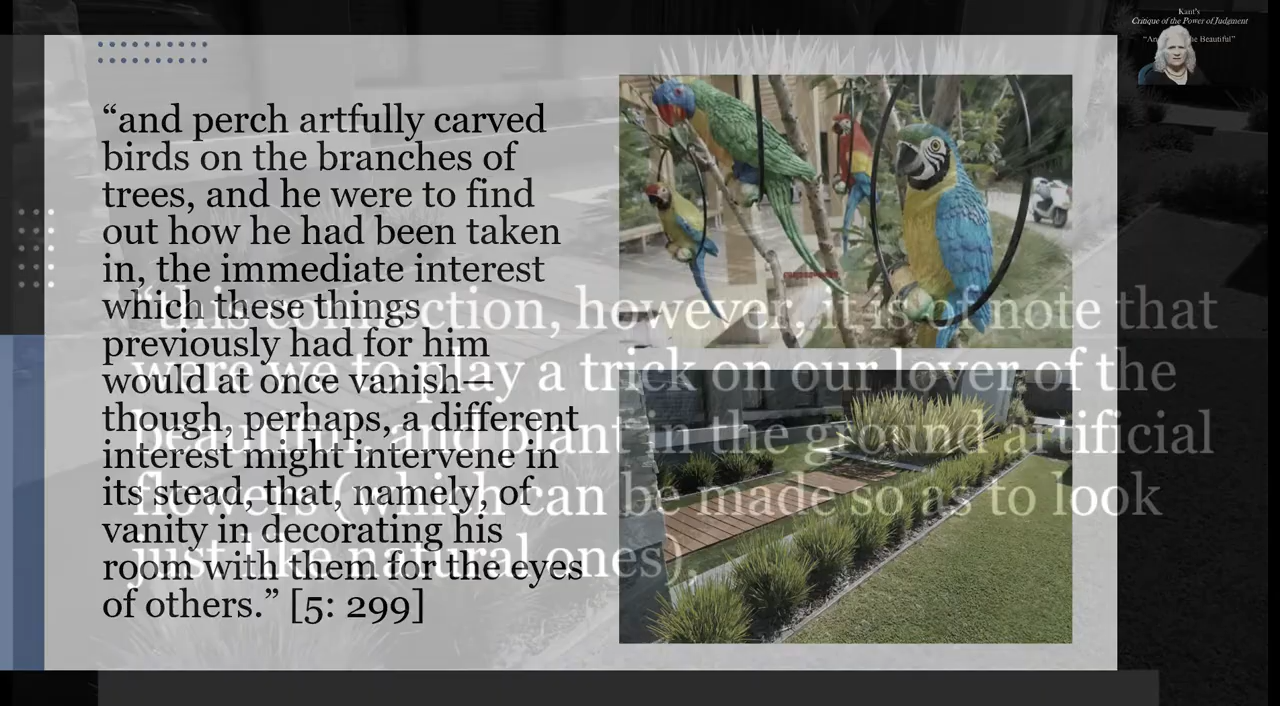 Kant's
Critique of the Power of Judgment
Beautiful”
“and perch artfully carved
birds on the branches of
trees, and he were to find
out how he had been taken
in, the immediate interest
which these things
previously had for him
would at once vanish—
though, perhaps, a different
interest might intervene in
its stead, that, namely, of
vanity in decorating his
room with them for the eyes
of others.” [5: 299]
“this connection, however, it is of note that
were we to play a trick on our lover of the
beautiful, and plant in the ground artificial
flowers (which can be made so as to look
just like natural ones),